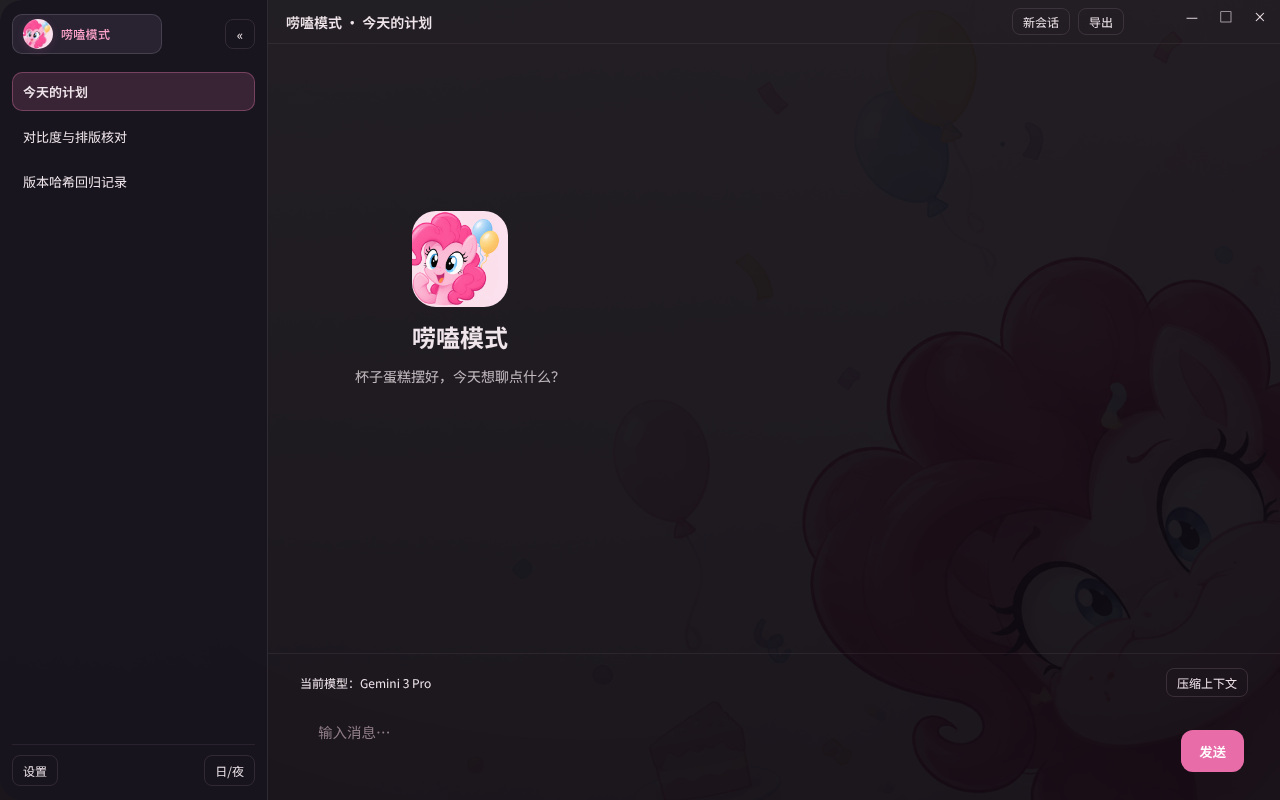 唠嗑模式
«
今天的计划
对比度与排版核对
版本哈希回归记录
设置
日/夜
唠嗑模式 • 今天的计划
新会话
导出
唠嗑模式
杯子蛋糕摆好，今天想聊点什么？
当前模型：Gemini 3 Pro
压缩上下文
输入消息…
发送